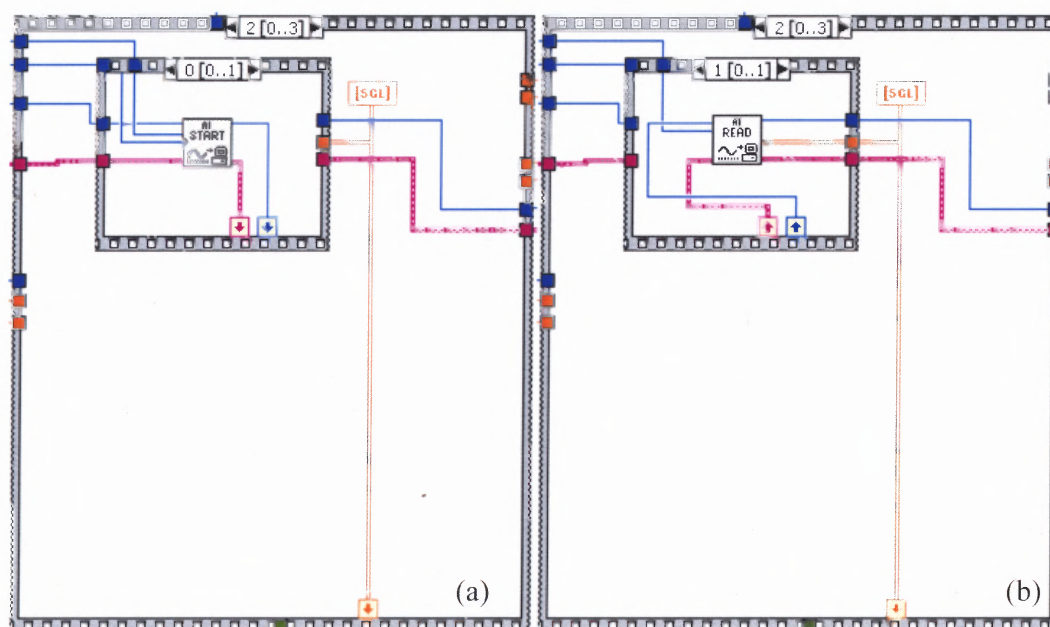 2 [0..3]
0 [0..1]
[SGL]
AI
START
(a)
2 [0..3]
1 [0..1]
[SGL]
AI
READ
(b)